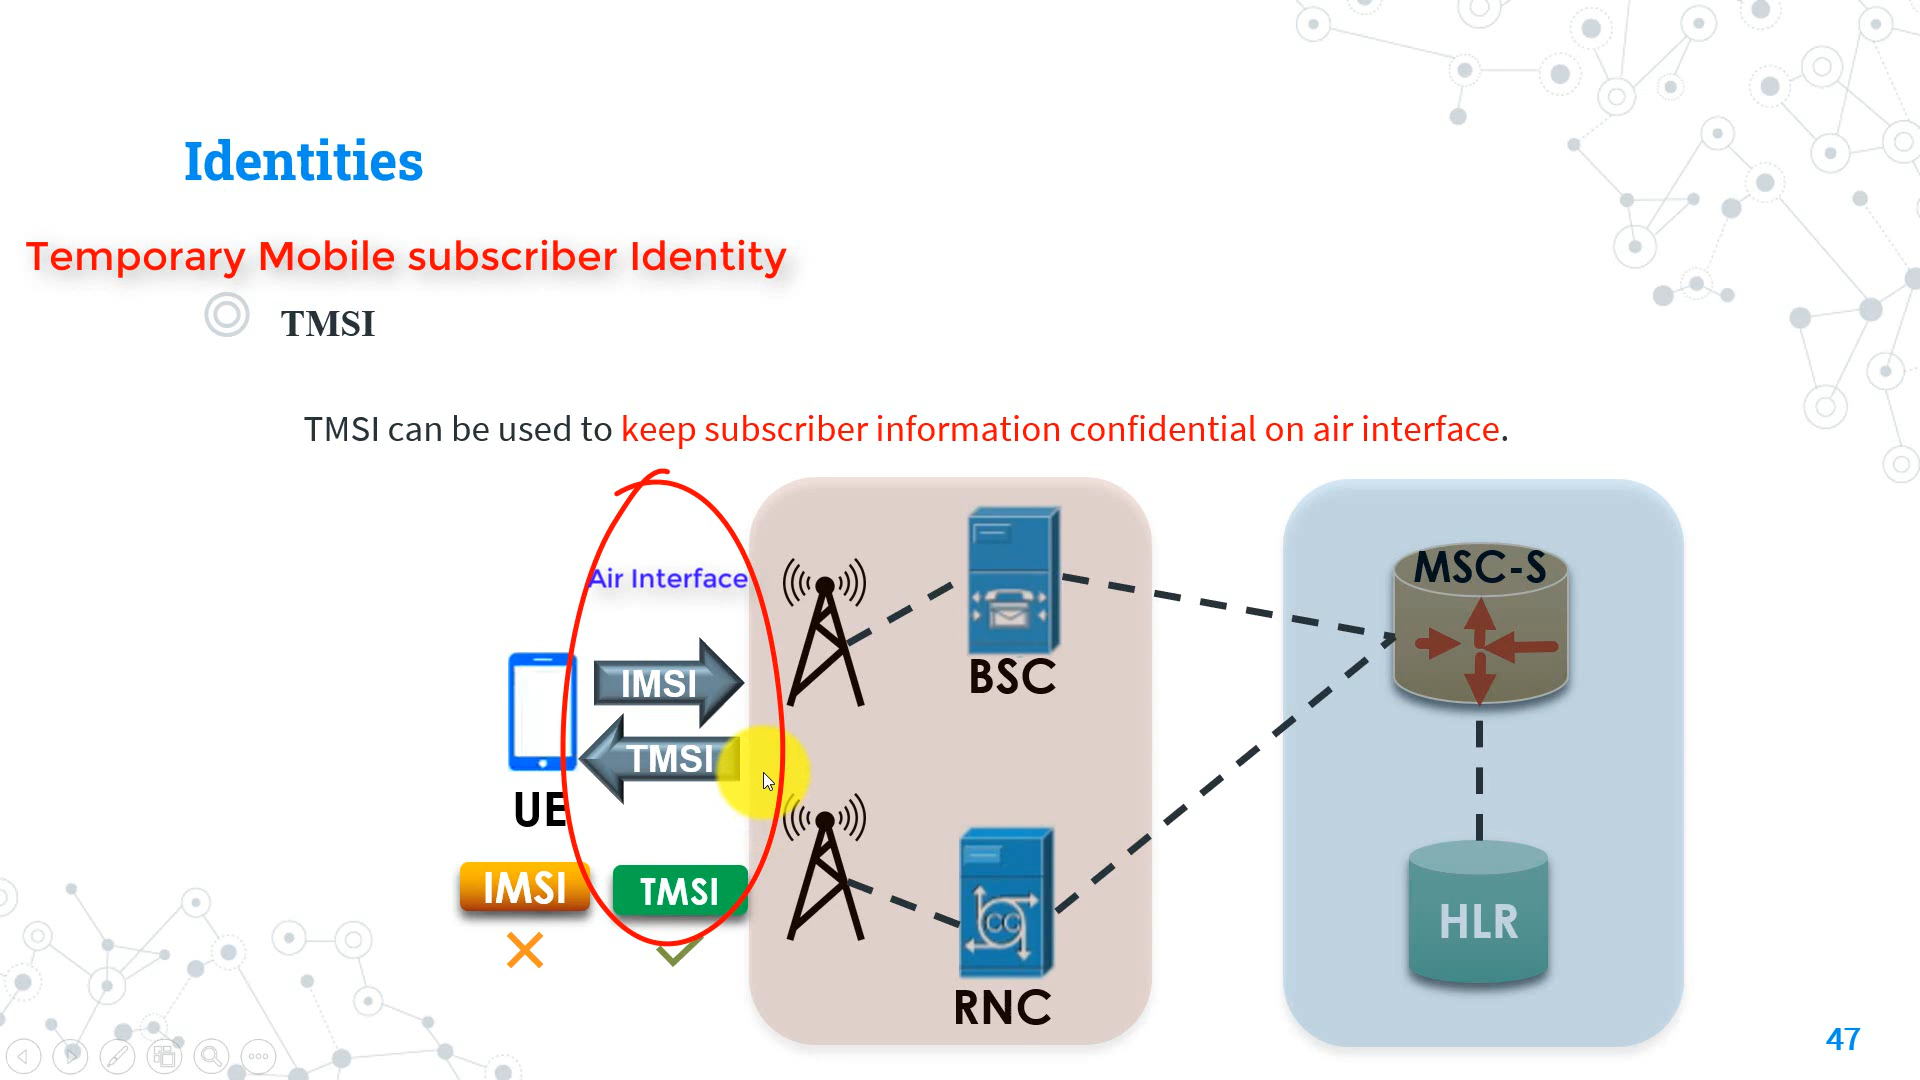 Identities
Temporary Mobile subscriber Identity
TMSI
TMSI can be used to keep subscriber information confidential on air interface.
Air Interface
MSC-S
IMSI
BSC
TMSI
UE
IMSI
TMSI
CC
HLR
RNC
47